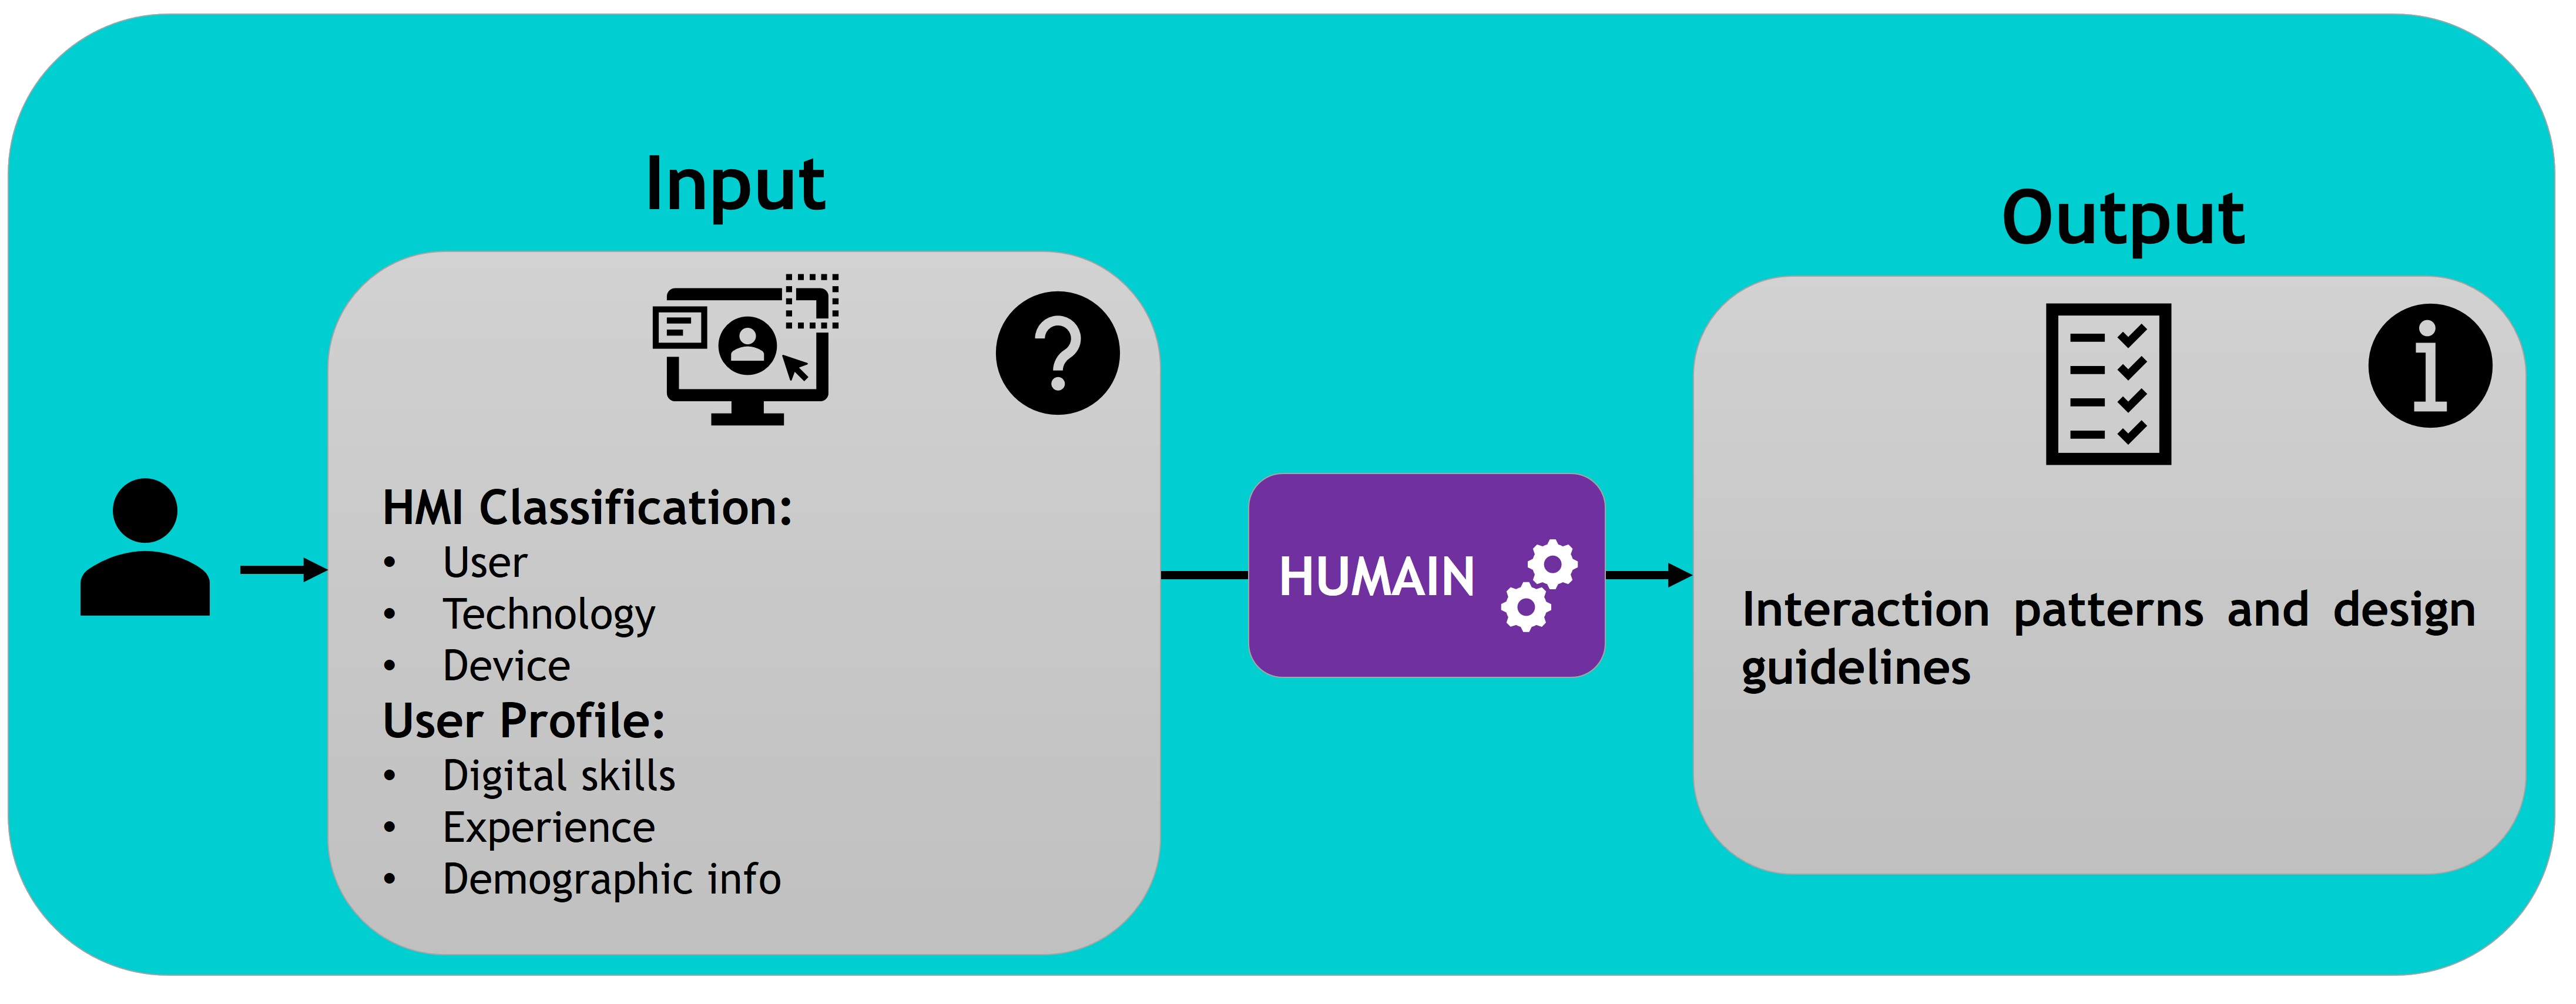 Input
HMI Classification:
• User
• Technology
• Device
User Profile:
• Digital skills
• Experience
• Demographic info
HUMAIN
Output
Interaction patterns and design
guidelines